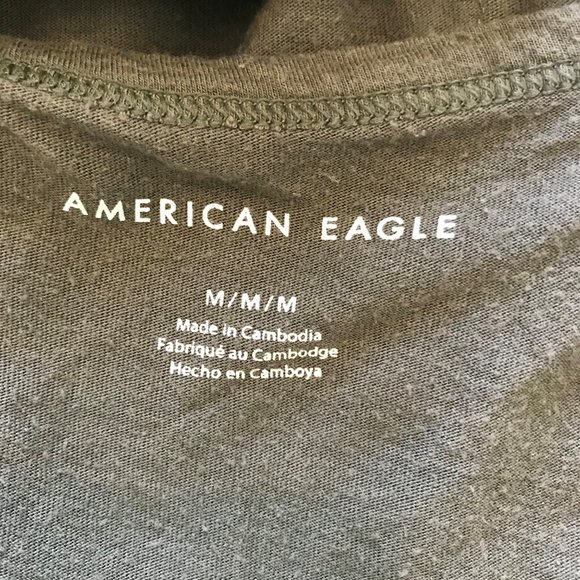 AMERICAN EAGLE
M/M/M
Made in Cambodia
Fabriqué au Cambodge
Hecho en Camboya